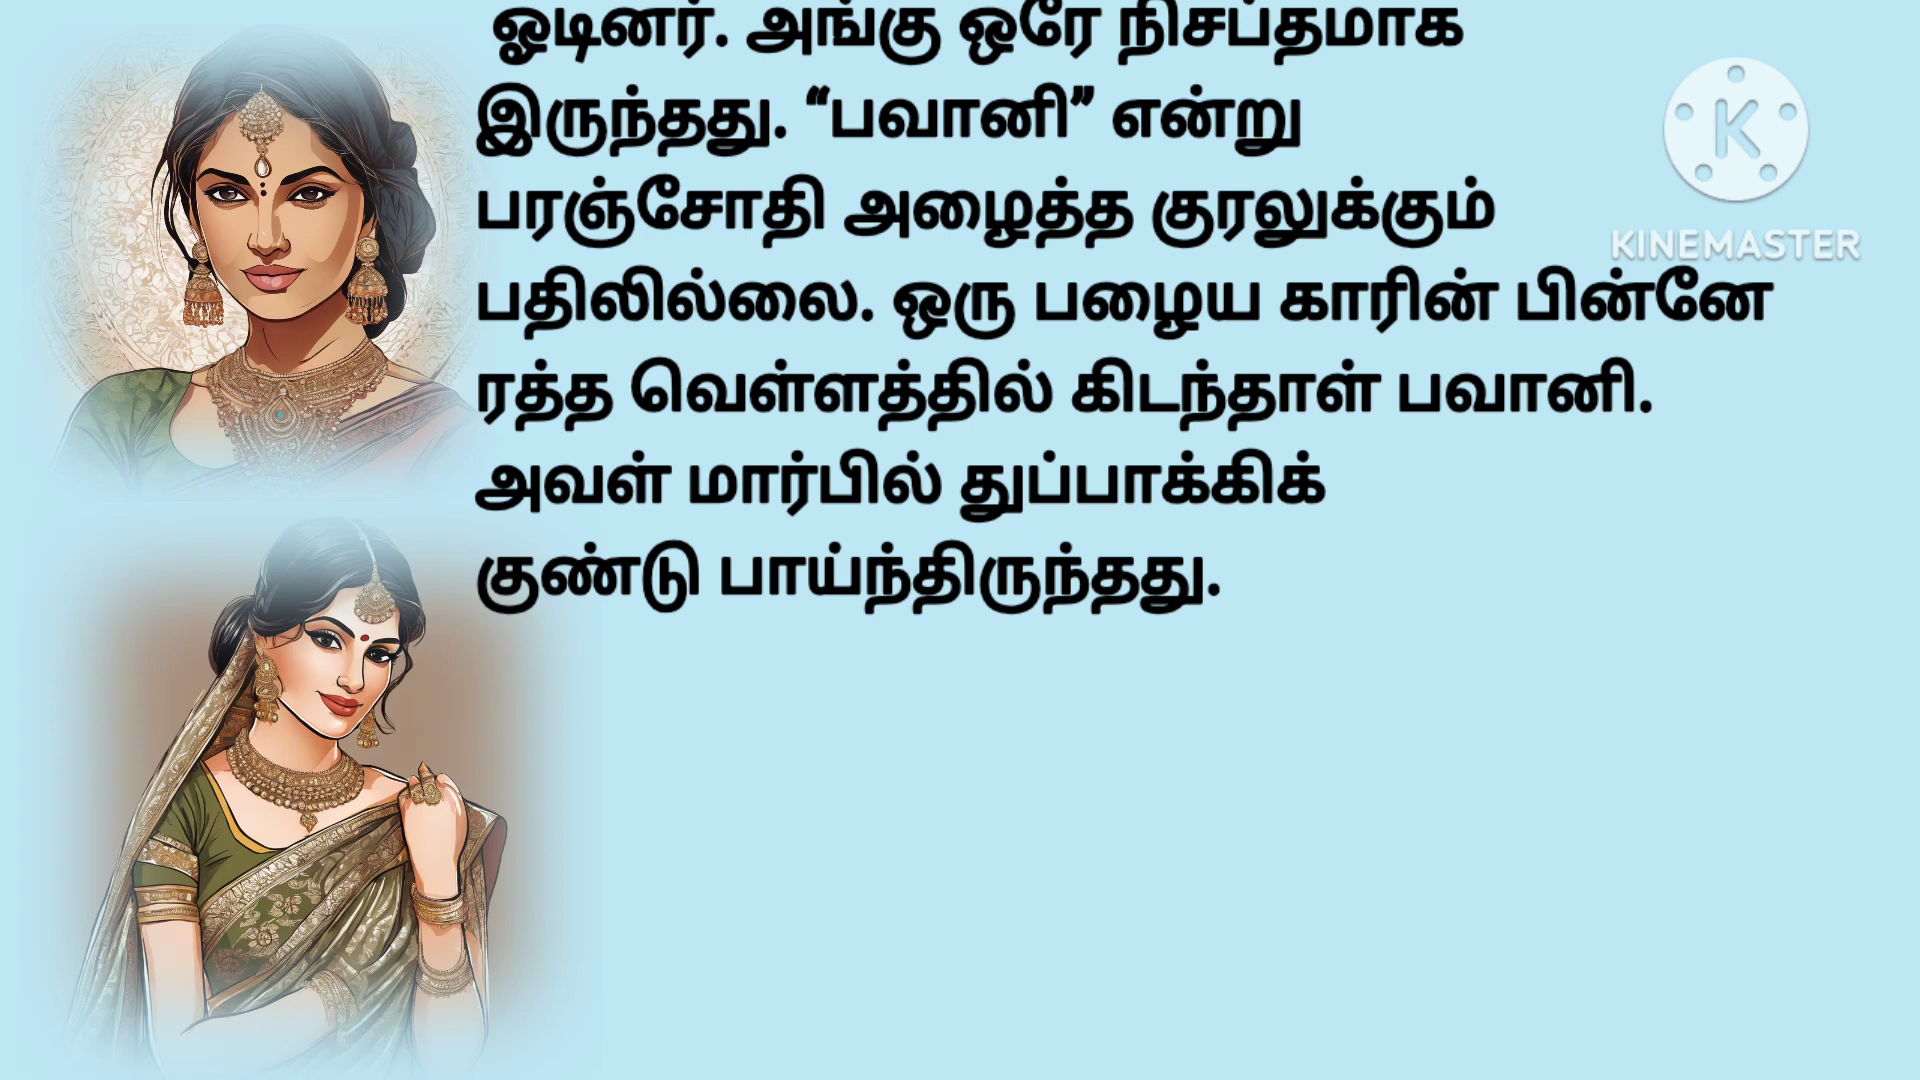 ஓடினர். அங்கு ஒரே நிசப்தமாக
இருந்தது. “பவானி” என்று
பரஞ்சோதி அழைத்த குரலுக்கும்
பதிலில்லை. ஒரு பழைய காரின் பின்னே
ரத்த வெள்ளத்தில் கிடந்தாள் பவானி.
அவள் மார்பில் துப்பாக்கிக்
குண்டு பாய்ந்திருந்தது.
K
KINEMASTER